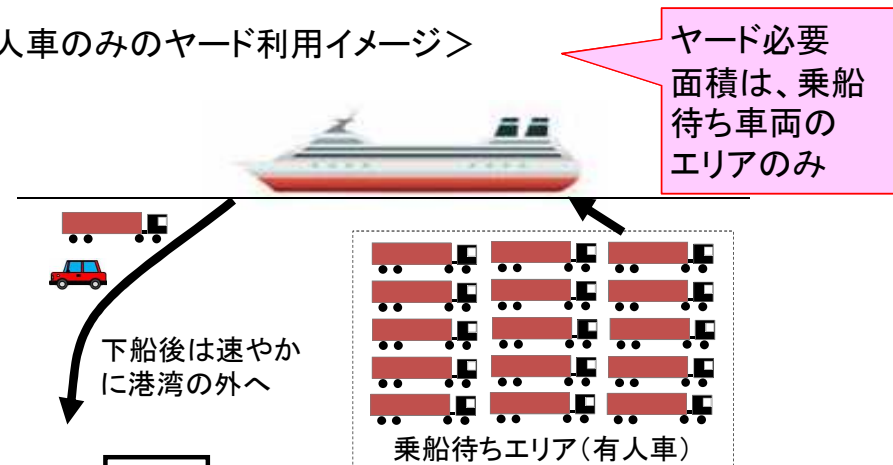 人車のみのヤード利用イメージ＞
ヤード必要
面積は、乗船
待ち車両の
エリアのみ
下船後は速やか
に港湾の外へ
乗船待ちエリア（有人車）